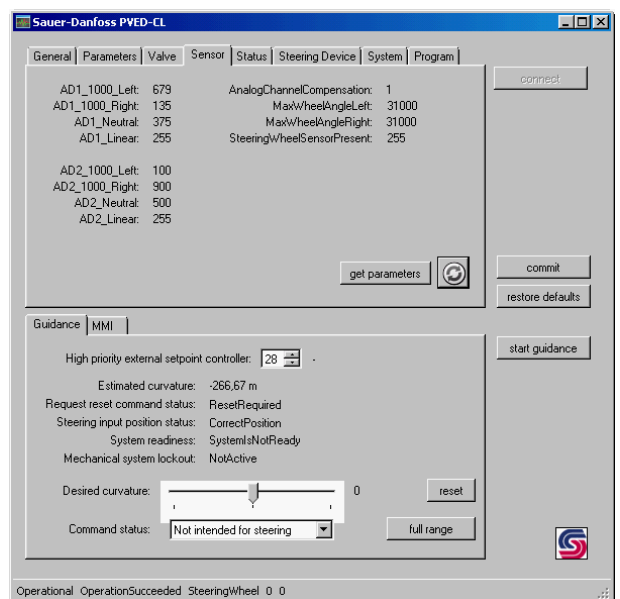 Sauer-Danfoss PVED-CL
General Parameters Valve Sensor Status Steering Device System Program
connect
AD1_1000_Left: 679 AnalogChannelCompensation: 1
AD1_1000_Right: 135 MaxWheelAngleLeft: 31000
AD1_Neutral: 375 MaxWheelAngleRight: 31000
AD1_Linear: 255 SteeringWheelSensorPresent: 255
AD2_1000_Left: 100
AD2_1000_Right: 900
AD2_Neutral: 500
AD2_Linear: 255
get parameters
commit
restore defaults
Guidance MMI
start guidance
High priority external setpoint controller: 28 .
Estimated curvature: -266,67 m
Request reset command status: ResetRequired
Steering input position status: CorrectPosition
System readiness: SystemIsNotReady
Mechanical system lockout: NotActive
Desired curvature: 0 reset
Command status: Not intended for steering full range
Operational OperationSucceeded SteeringWheel 0 0